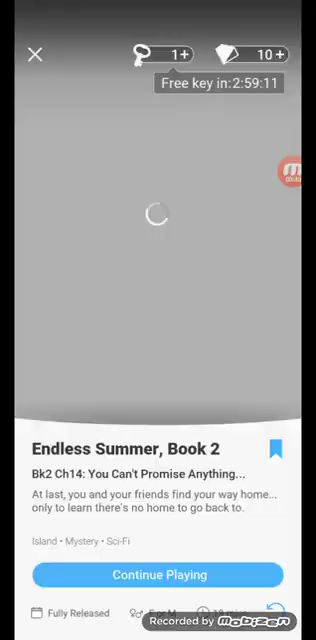 1+
10+
Free key in:2:59:11
Endless Summer, Book 2
Bk2 Ch14: You Can't Promise Anything...
At last, you and your friends find your way home...
only to learn there's no home to go back to.
Island • Mystery • Sci-Fi
Continue Playing
Fully Released
F or M
Recorded by MOBIZEN